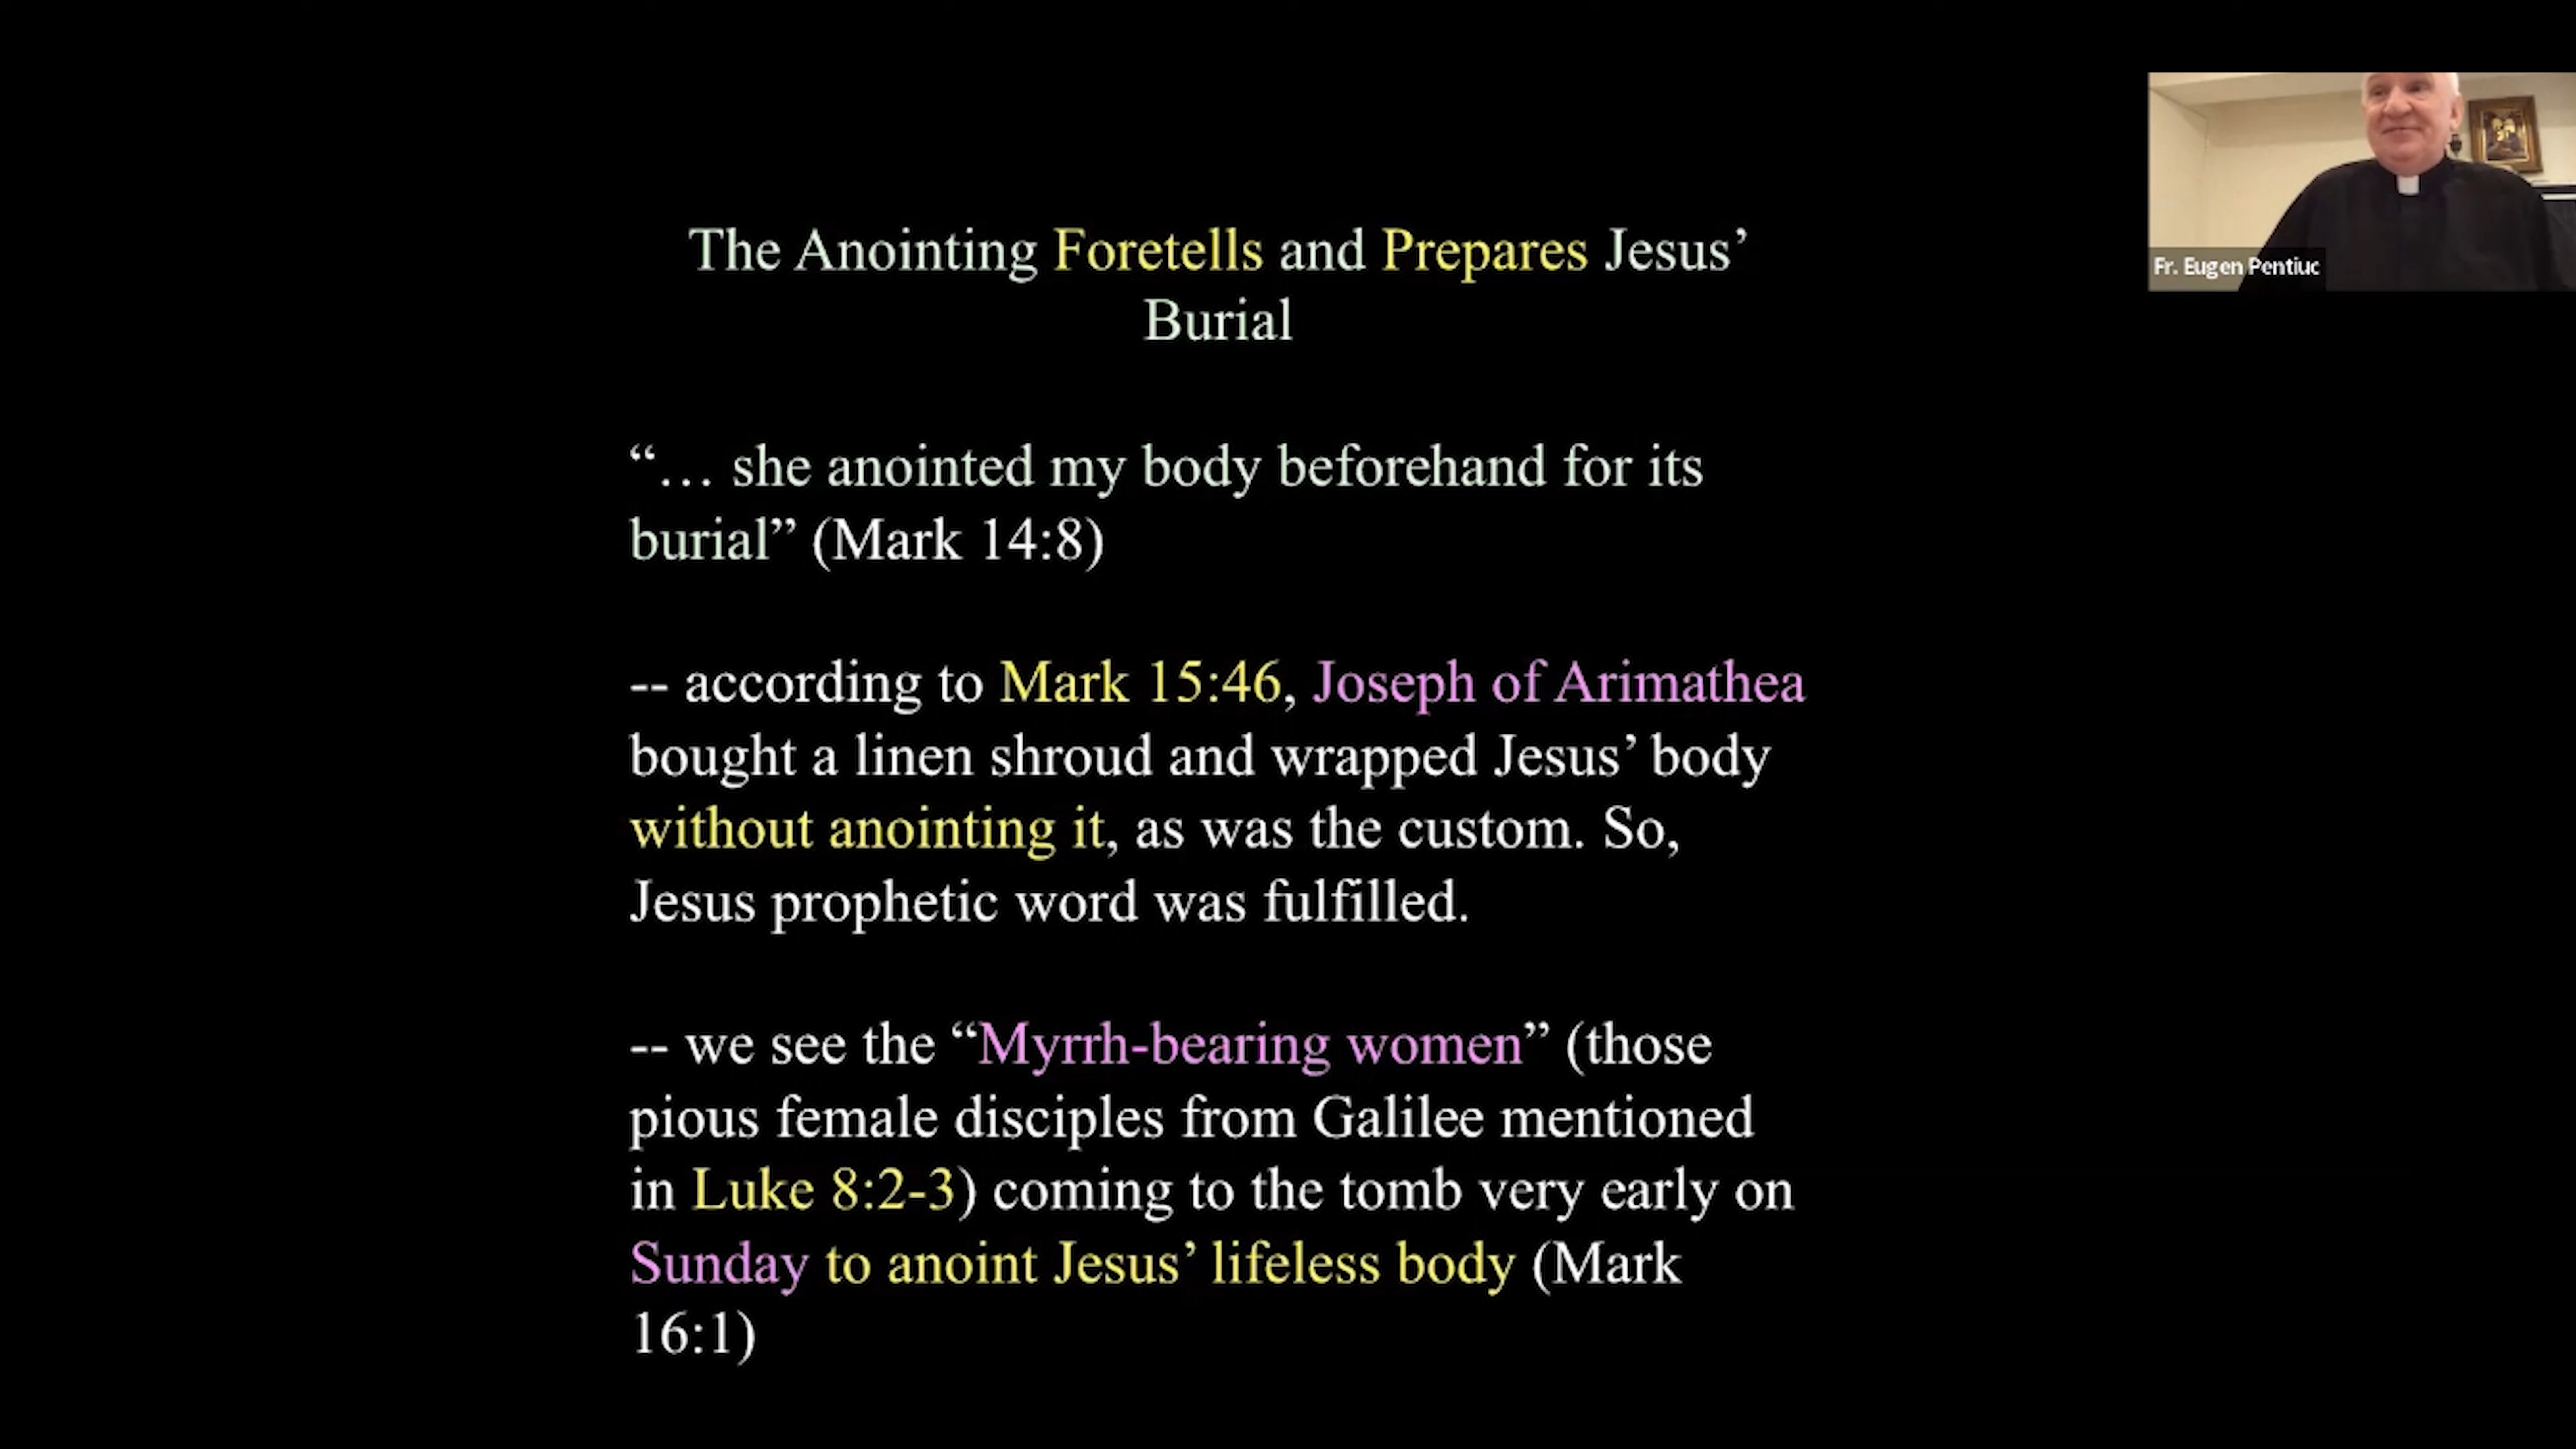 The Anointing Foretells and Prepares Jesus’
Burial
“… she anointed my body beforehand for its
burial” (Mark 14:8)
-- according to Mark 15:46, Joseph of Arimathea
bought a linen shroud and wrapped Jesus’ body
without anointing it, as was the custom. So,
Jesus prophetic word was fulfilled.
-- we see the “Myrrh-bearing women” (those
pious female disciples from Galilee mentioned
in Luke 8:2-3) coming to the tomb very early on
Sunday to anoint Jesus’ lifeless body (Mark
16:1)
Fr. Eugen Pentiuc